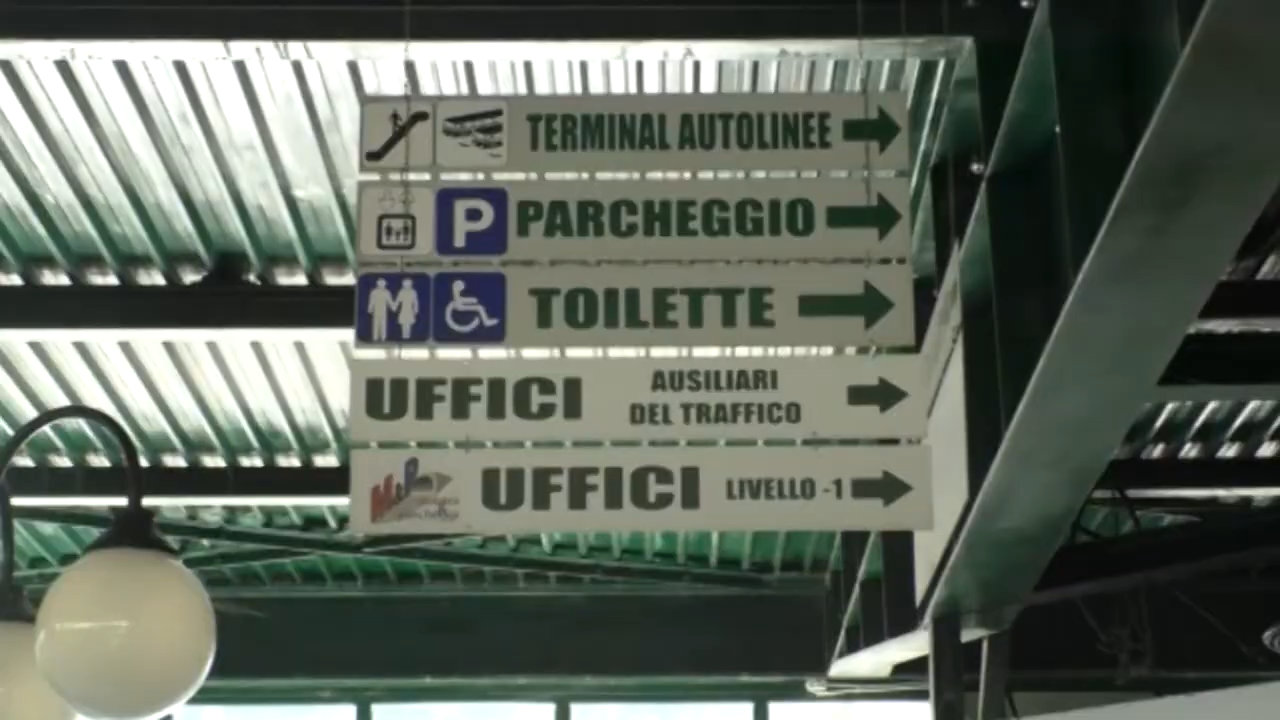 TERMINAL AUTOLINEE
P PARCHEGGIO
TOILETTE
UFFICI AUSILIARI
DEL TRAFFICO
UFFICI LIVELLO -1